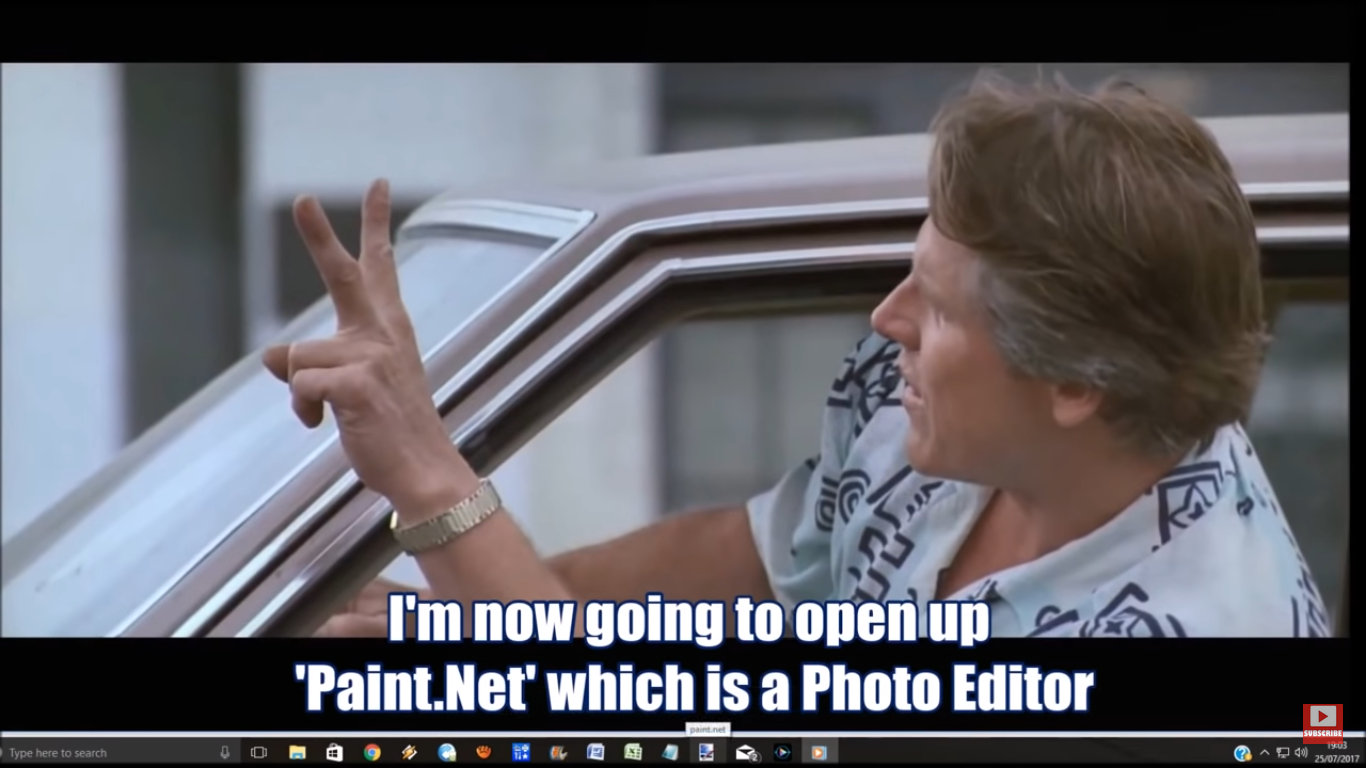 I'm now going to open up
'Paint.Net' which is a Photo Editor
paint.net
SUBSCRIBE
Type here to search
19:03
25/07/2017